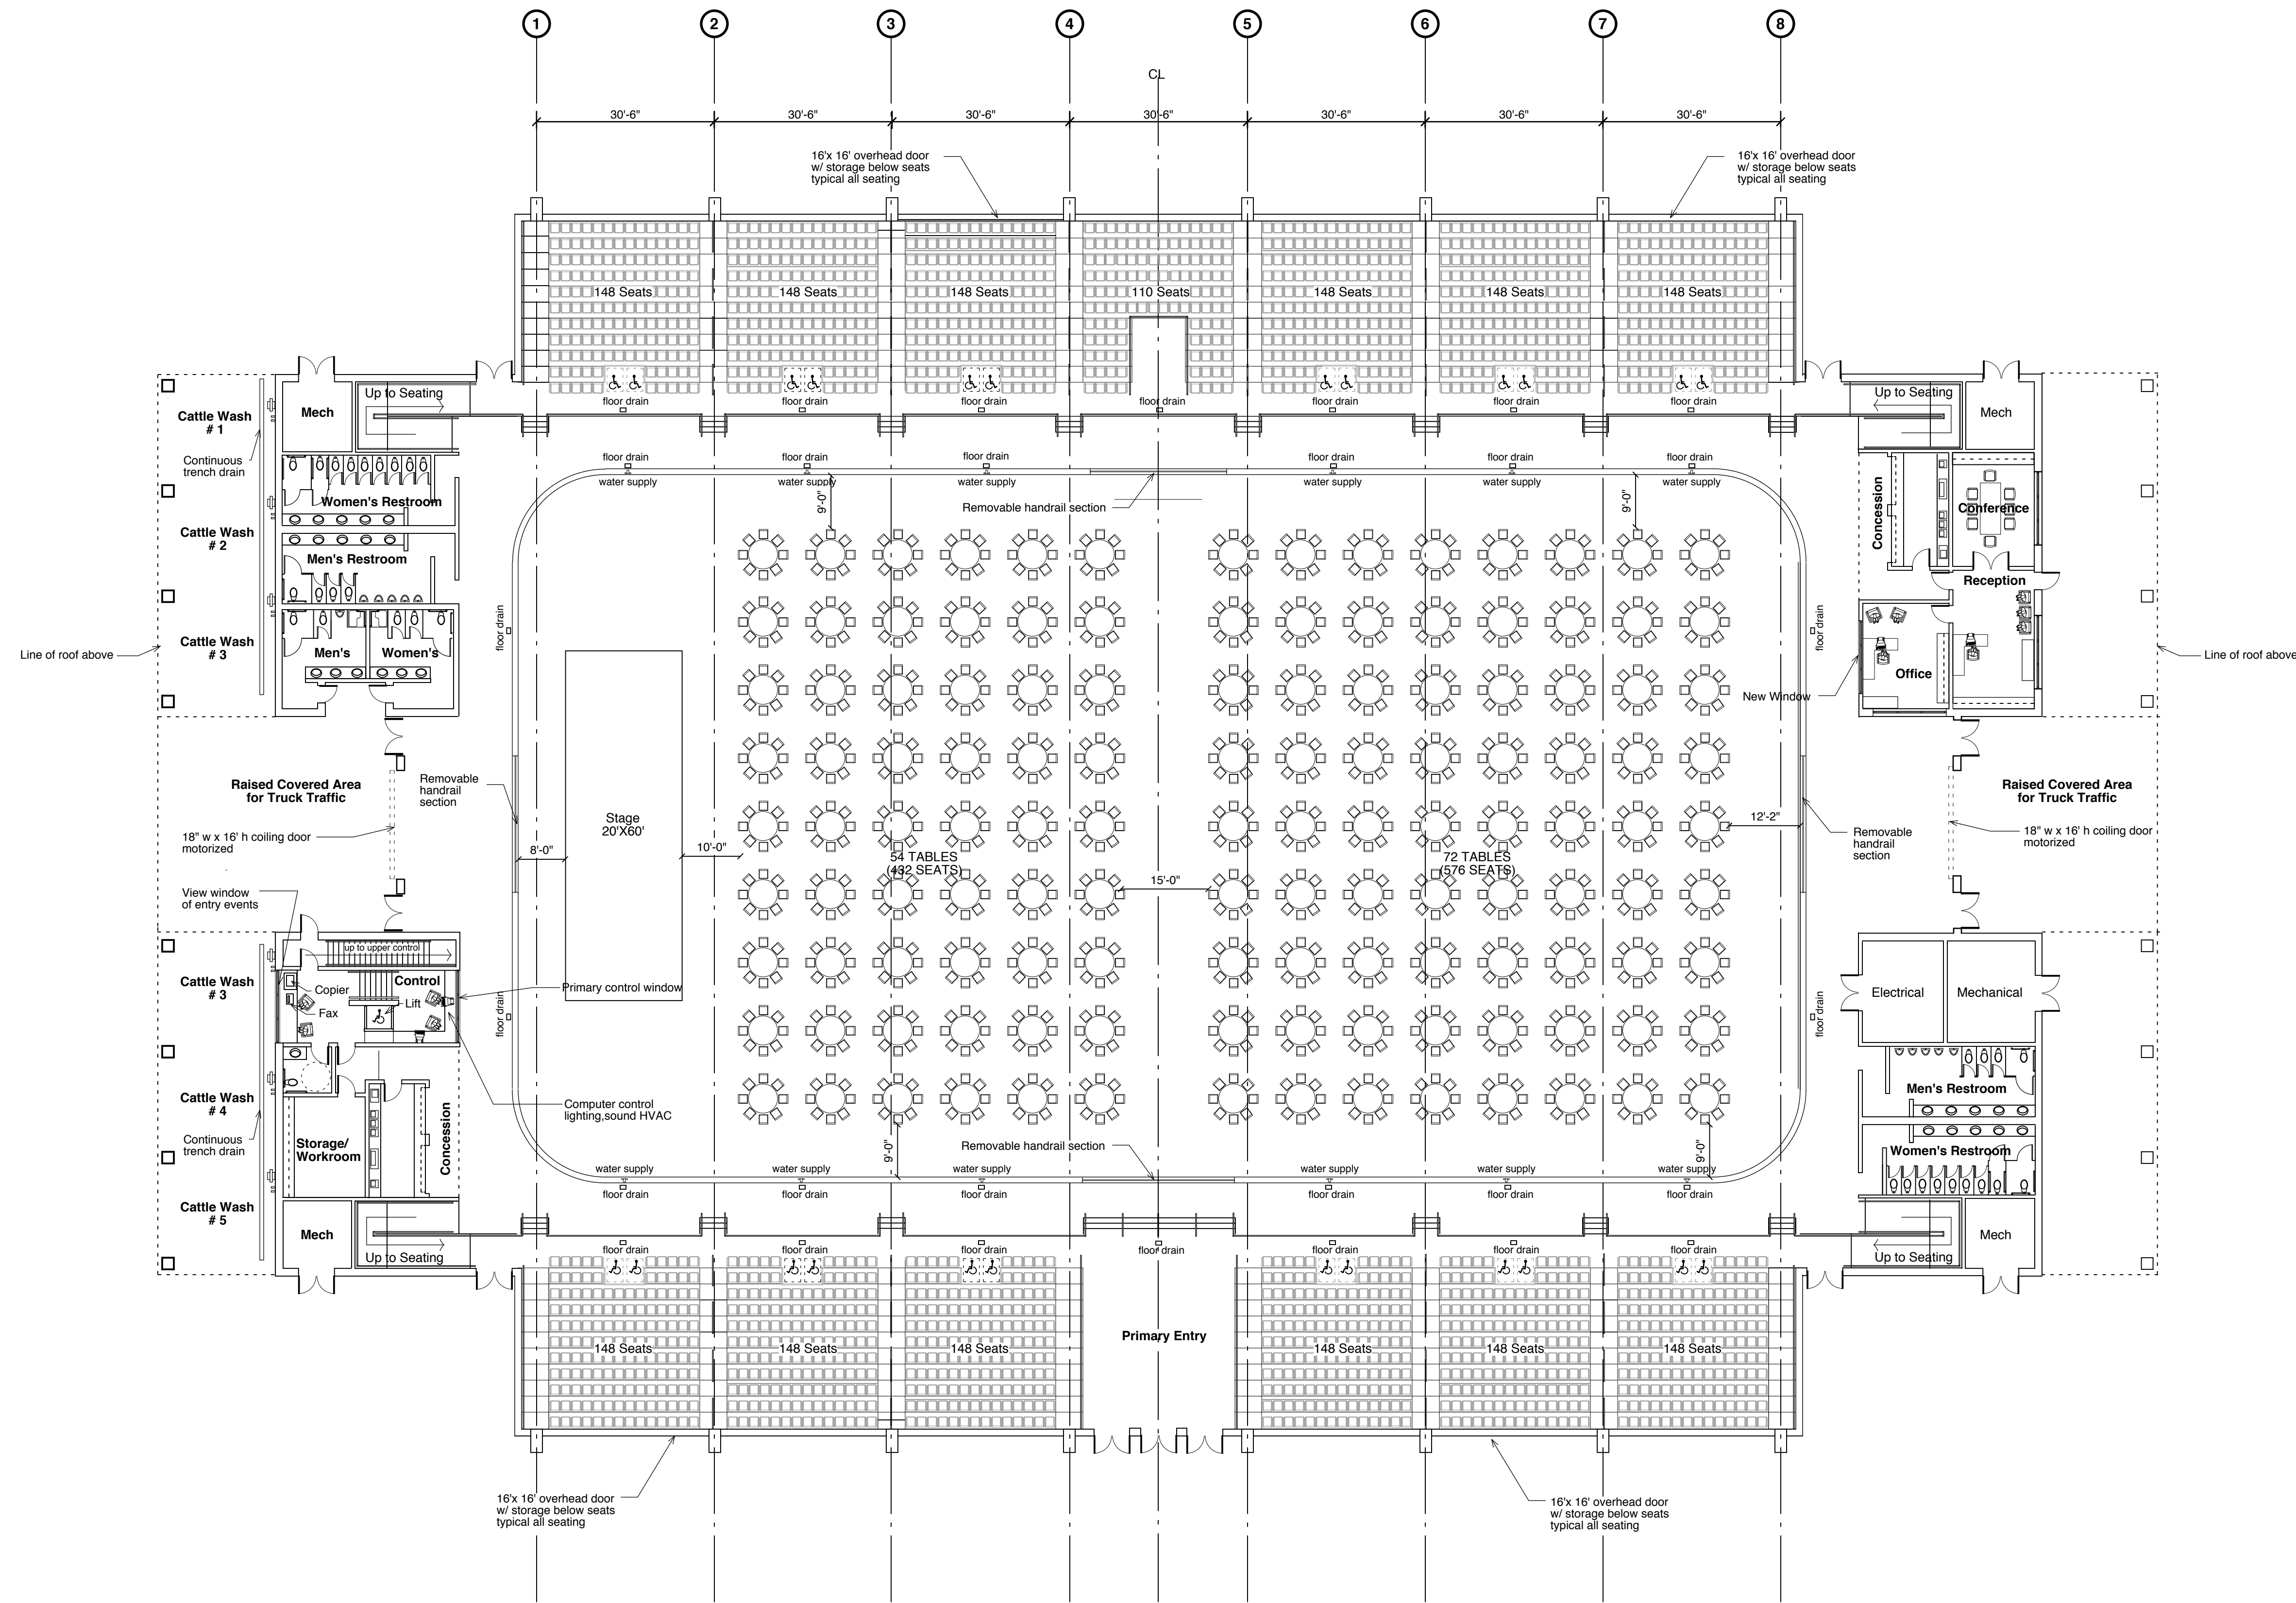 1 2 3 4 5 6 7 8
CL
30'-6" 30'-6" 30'-6" 30'-6" 30'-6" 30'-6" 30'-6"
16'x 16' overhead door
w/ storage below seats
typical all seating
16'x 16' overhead door
w/ storage below seats
typical all seating
148 Seats 148 Seats 148 Seats 110 Seats 148 Seats 148 Seats 148 Seats
floor drain floor drain floor drain floor drain floor drain floor drain floor drain
Cattle Wash
# 1
Mech
Up to Seating
Up to Seating
Mech
Continuous
trench drain
floor drain floor drain floor drain floor drain floor drain floor drain
water supply water supply water supply water supply water supply water supply
9'-0"
9'-0"
Removable handrail section
Women's Restroom
Cattle Wash
# 2
Men's Restroom
Concession
Conference
Reception
Cattle Wash
# 3
Men's
Women's
floor drain
floor drain
Line of roof above
Line of roof above
Office
New Window
Raised Covered Area
for Truck Traffic
Removable
handrail
section
18" w x 16' h coiling door
motorized
Stage
20'X60'
8'-0"
10'-0"
54 TABLES
(432 SEATS)
15'-0"
72 TABLES
(576 SEATS)
12'-2"
Removable
handrail
section
Raised Covered Area
for Truck Traffic
18" w x 16' h coiling door
motorized
View window
of entry events
up to upper control
Cattle Wash
# 3
Copier
Fax
Control
Lift
Primary control window
floor drain
floor drain
Electrical
Mechanical
Computer control
lighting,sound HVAC
Cattle Wash
# 4
Continuous
trench drain
Storage/
Workroom
Concession
Men's Restroom
Women's Restroom
Removable handrail section
9'-0"
9'-0"
water supply water supply water supply water supply water supply water supply
floor drain floor drain floor drain floor drain floor drain floor drain
Cattle Wash
# 5
Mech
Up to Seating
Up to Seating
Mech
floor drain floor drain floor drain floor drain floor drain floor drain floor drain
Primary Entry
148 Seats 148 Seats 148 Seats 148 Seats 148 Seats 148 Seats
16'x 16' overhead door
w/ storage below seats
typical all seating
16'x 16' overhead door
w/ storage below seats
typical all seating